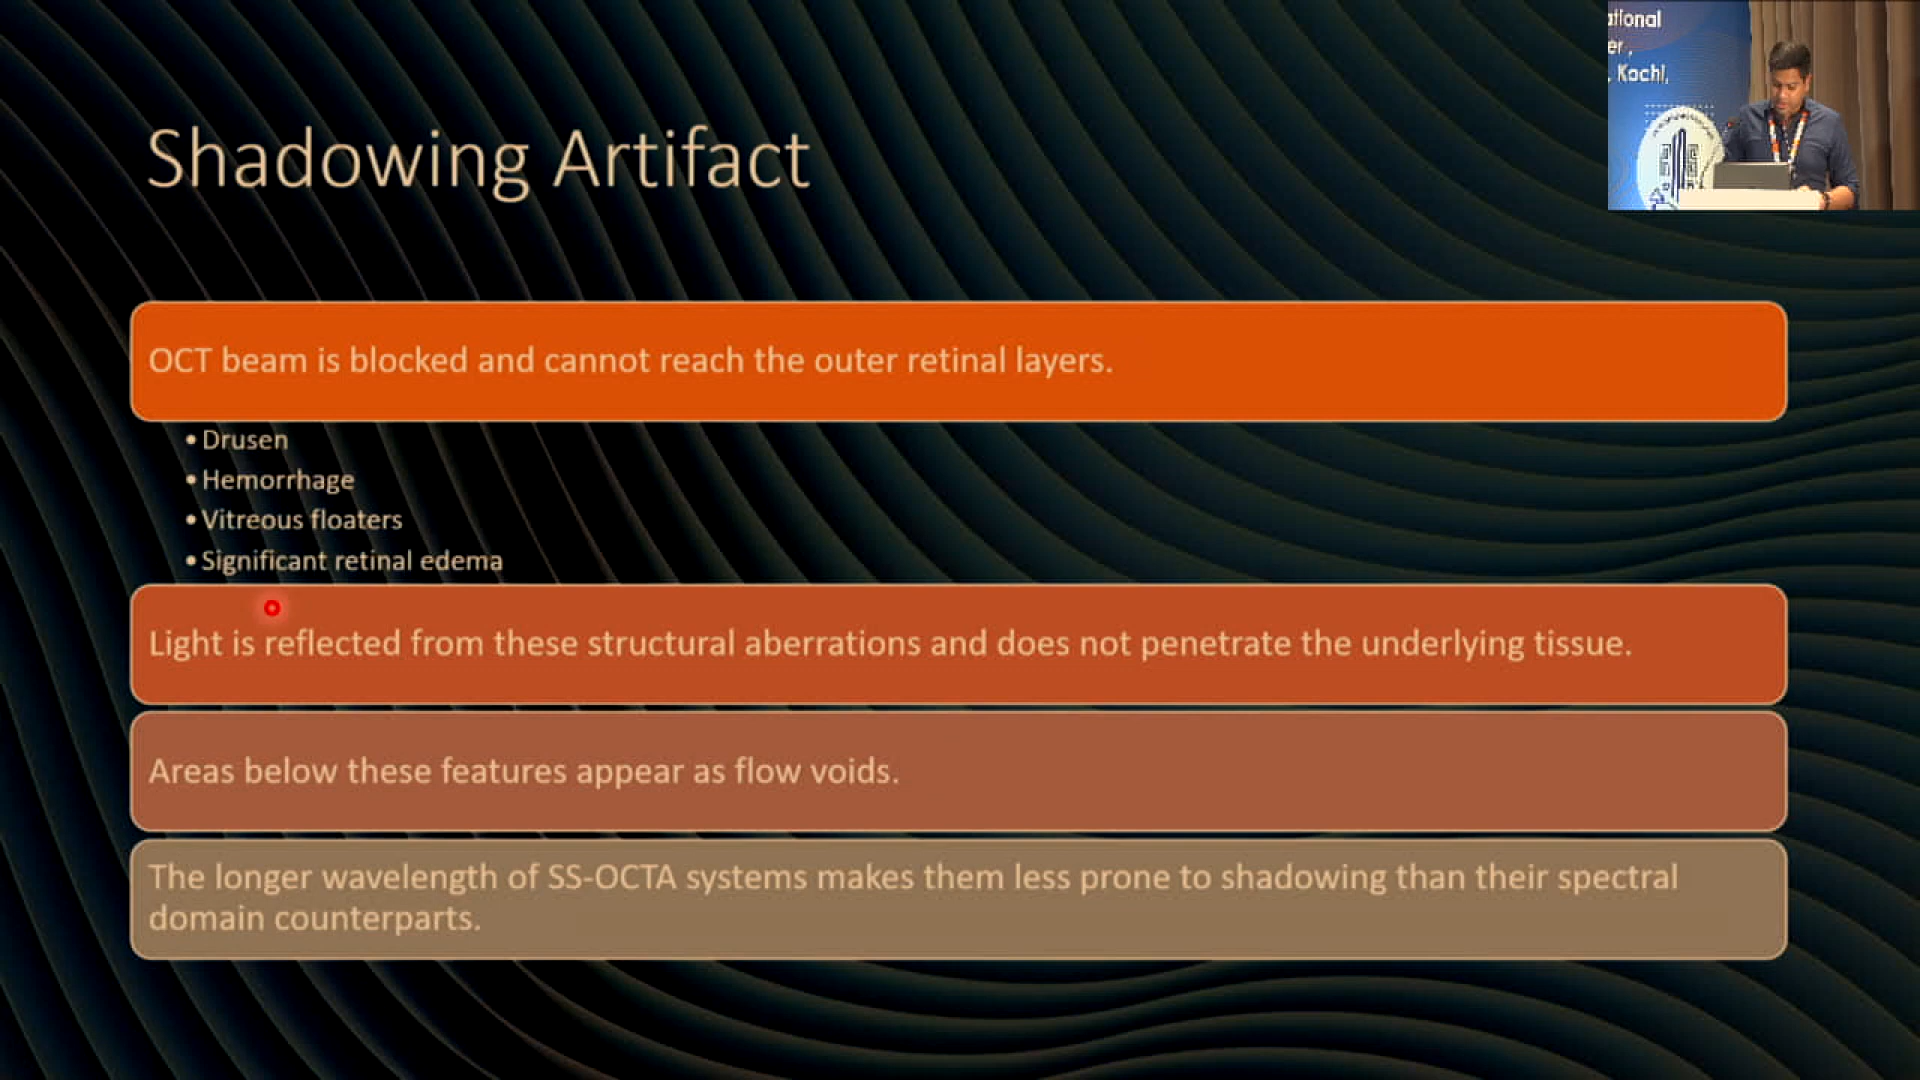 ational
er ,
. Kochi,
Shadowing Artifact
OCT beam is blocked and cannot reach the outer retinal layers.
• Drusen
• Hemorrhage
• Vitreous floaters
• Significant retinal edema
Light is reflected from these structural aberrations and does not penetrate the underlying tissue.
Areas below these features appear as flow voids.
The longer wavelength of SS-OCTA systems makes them less prone to shadowing than their spectral
domain counterparts.